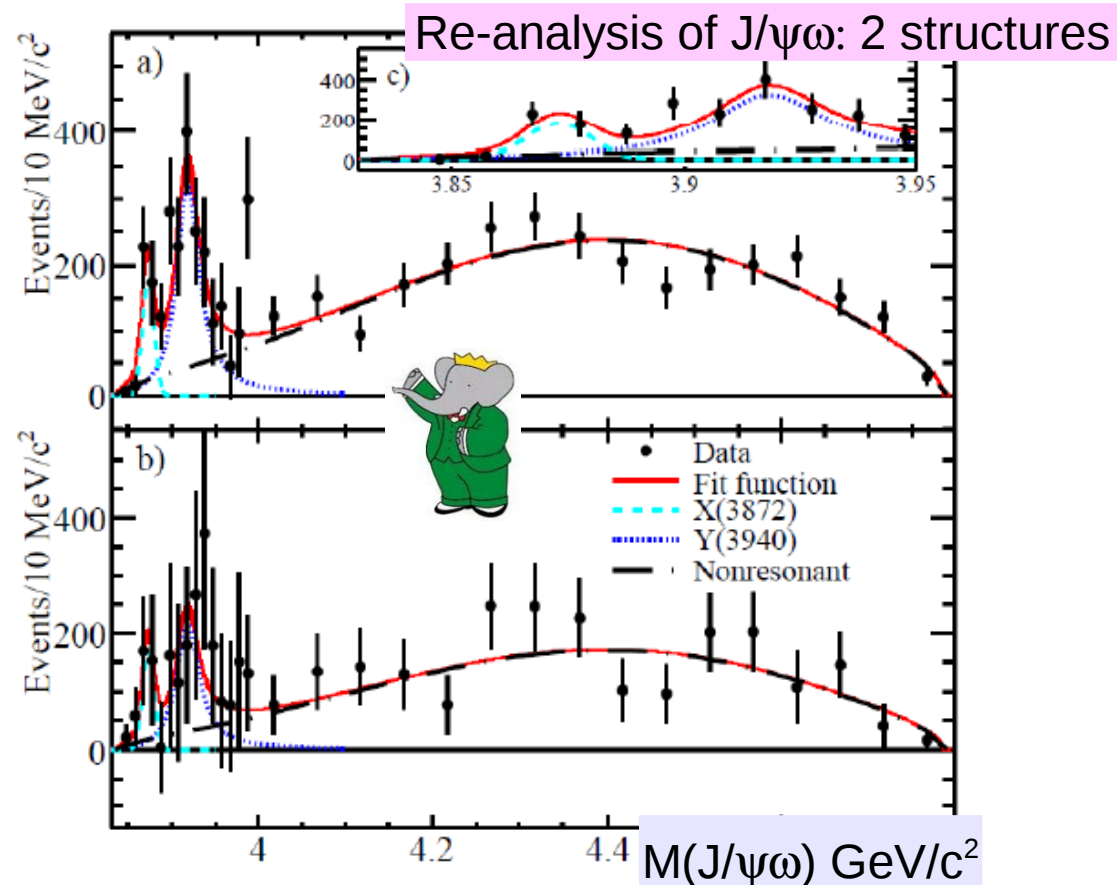 Re-analysis of J/ψω: 2 structures
Events/10 MeV/c²
a)
400
200
0
c)
400
200
0
3.85
3.9
3.95
Events/10 MeV/c²
b)
400
200
0
Data
Fit function
X(3872)
Y(3940)
Nonresonant
4
4.2
4.4
M(J/ψω) GeV/c²